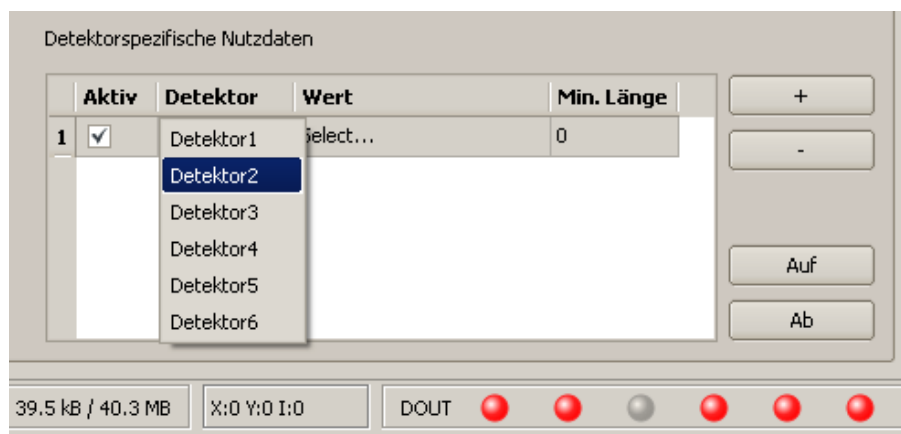 Detektorspezifische Nutzdaten
Aktiv Detektor Wert Min. Länge
+
1 Select... 0
-
Detektor1
Detektor2
Detektor3
Detektor4
Detektor5
Detektor6
Auf
Ab
39.5 kB / 40.3 MB X:0 Y:0 I:0 DOUT